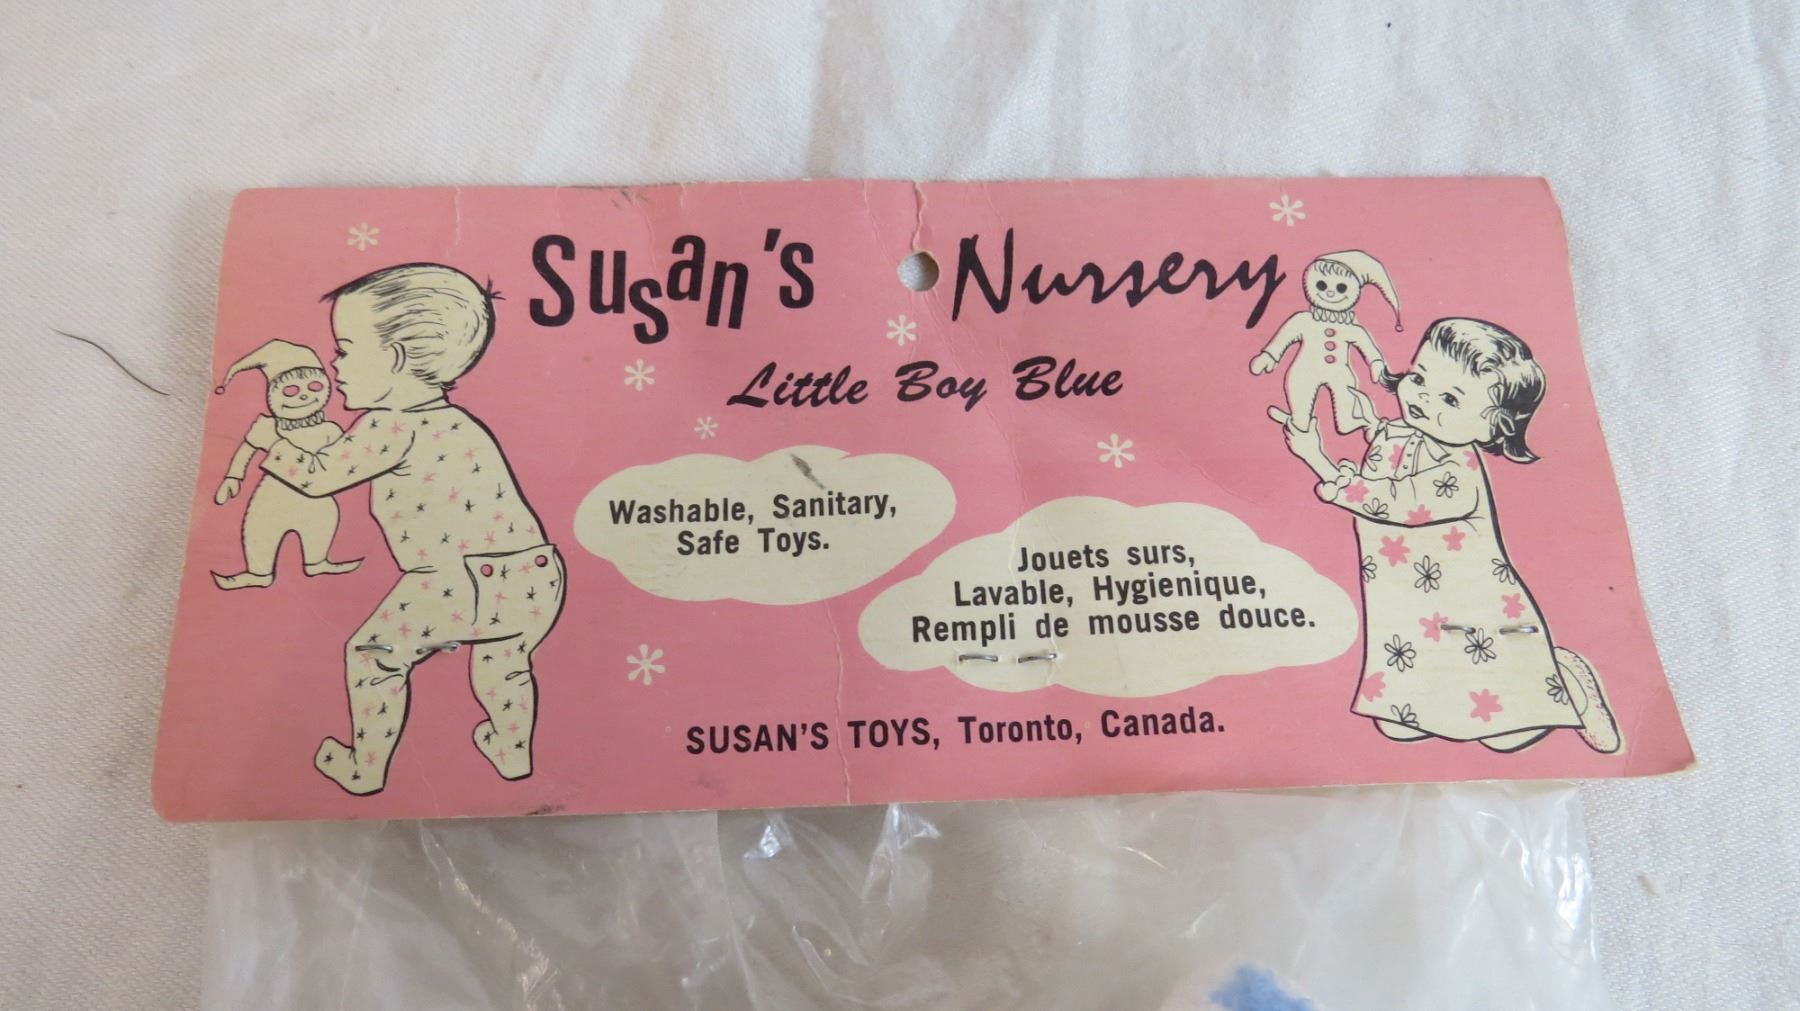 Susan's Nursery
Little Boy Blue
Washable, Sanitary,
Safe Toys.
Jouets surs,
Lavable, Hygienique,
Rempli de mousse douce.
SUSAN'S TOYS, Toronto, Canada.